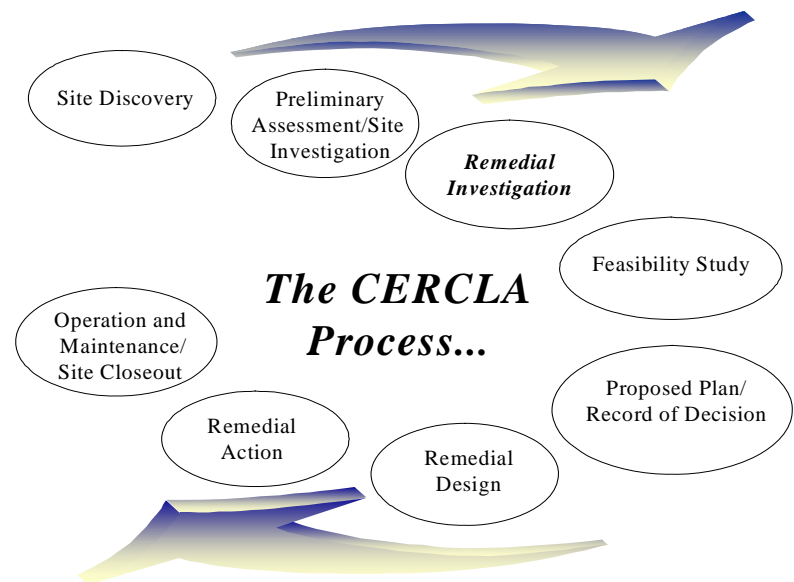 Site Discovery
Preliminary
Assessment/Site
Investigation
Remedial
Investigation
Feasibility Study
The CERCLA
Process...
Proposed Plan/
Record of Decision
Remedial
Design
Remedial
Action
Operation and
Maintenance/
Site Closeout